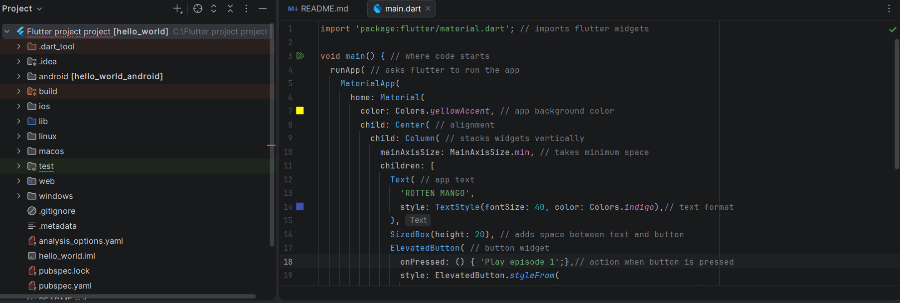 Project
README.md
main.dart
Flutter project project [hello_world] C:\Flutter project project
.dart_tool
.idea
android [hello_world_android]
build
ios
lib
linux
macos
test
web
windows
.gitignore
.metadata
analysis_options.yaml
hello_world.iml
pubspec.lock
pubspec.yaml
README.md
1 import 'package:flutter/material.dart'; // imports flutter widgets
2
3 void main() { // where code starts
4 runApp( // asks flutter to run the app
5 MaterialApp(
6 home: Material(
7 color: Colors.yellowAccent, // app background color
8 child: Center( // alignment
9 child: Column( // stacks widgets vertically
10 mainAxisSize: MainAxisSize.min, // takes minimum space
11 children: [
12 Text( // app text
13 'ROTTEN MANGO',
14 style: TextStyle(fontSize: 40, color: Colors.indigo),// text format
15 ), Text
16 SizedBox(height: 20), // adds space between text and button
17 ElevatedButton( // button widget
18 onPressed: () { 'Play episode 1';},// action when button is pressed
19 style: ElevatedButton.styleFrom(